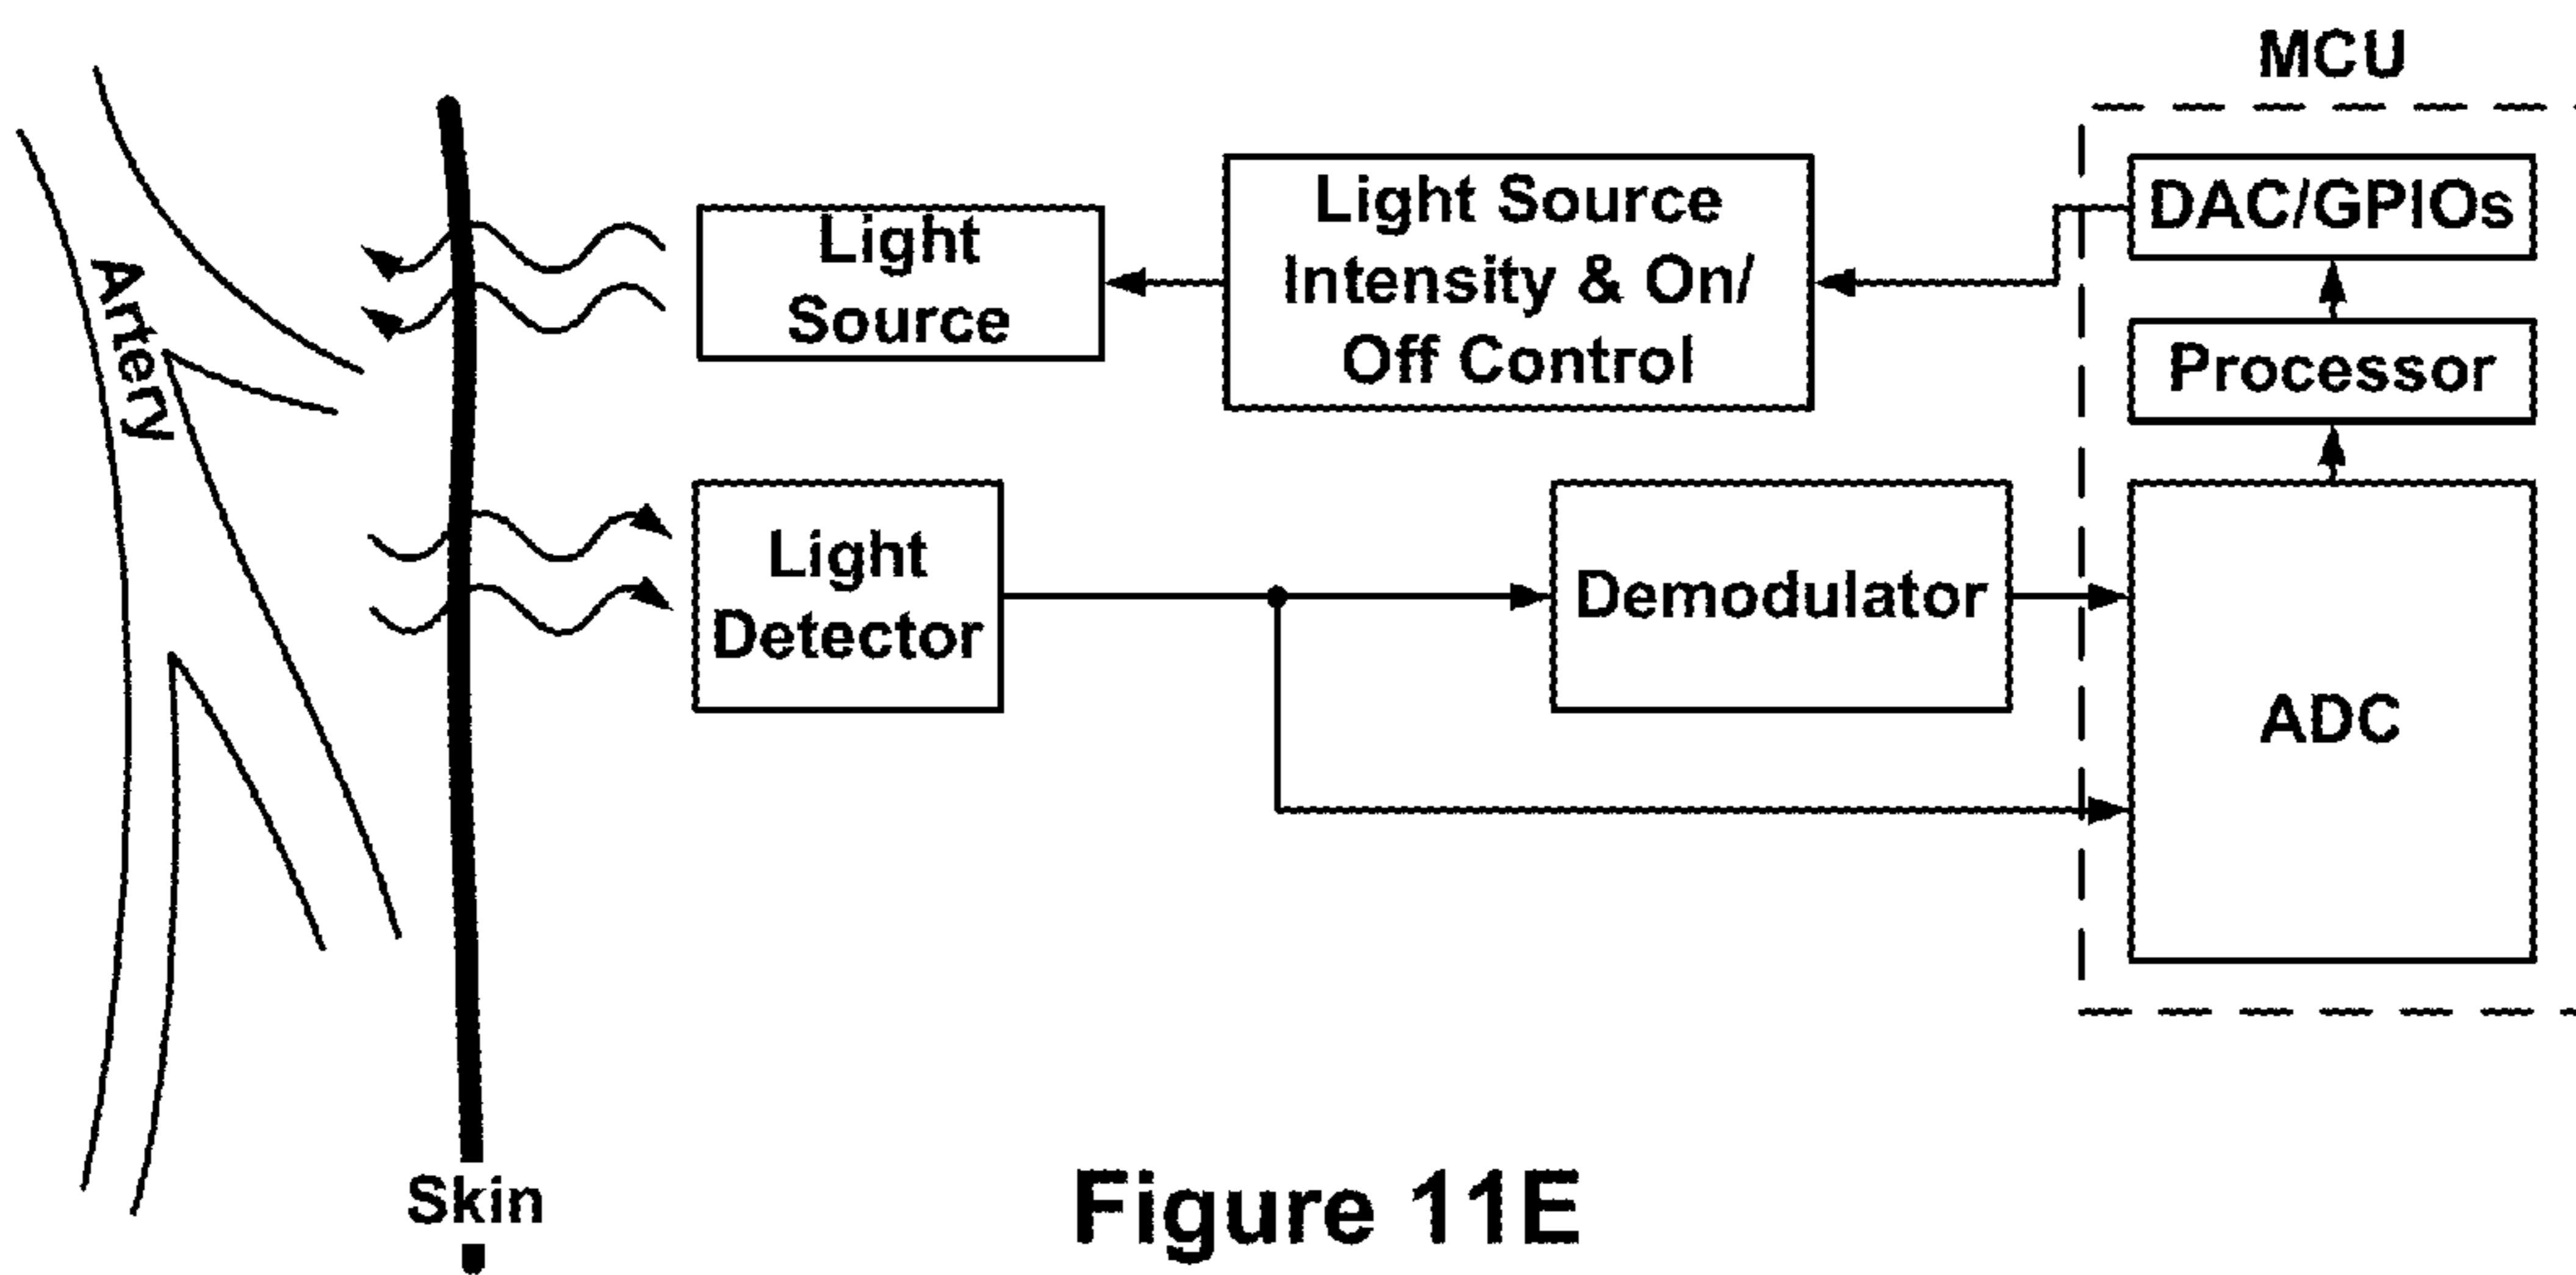 MCU
Artery
Light
Source
Light Source
Intensity & On/
Off Control
DAC/GPIOs
Processor
Light
Detector
Demodulator
ADC
Skin
Figure 11E